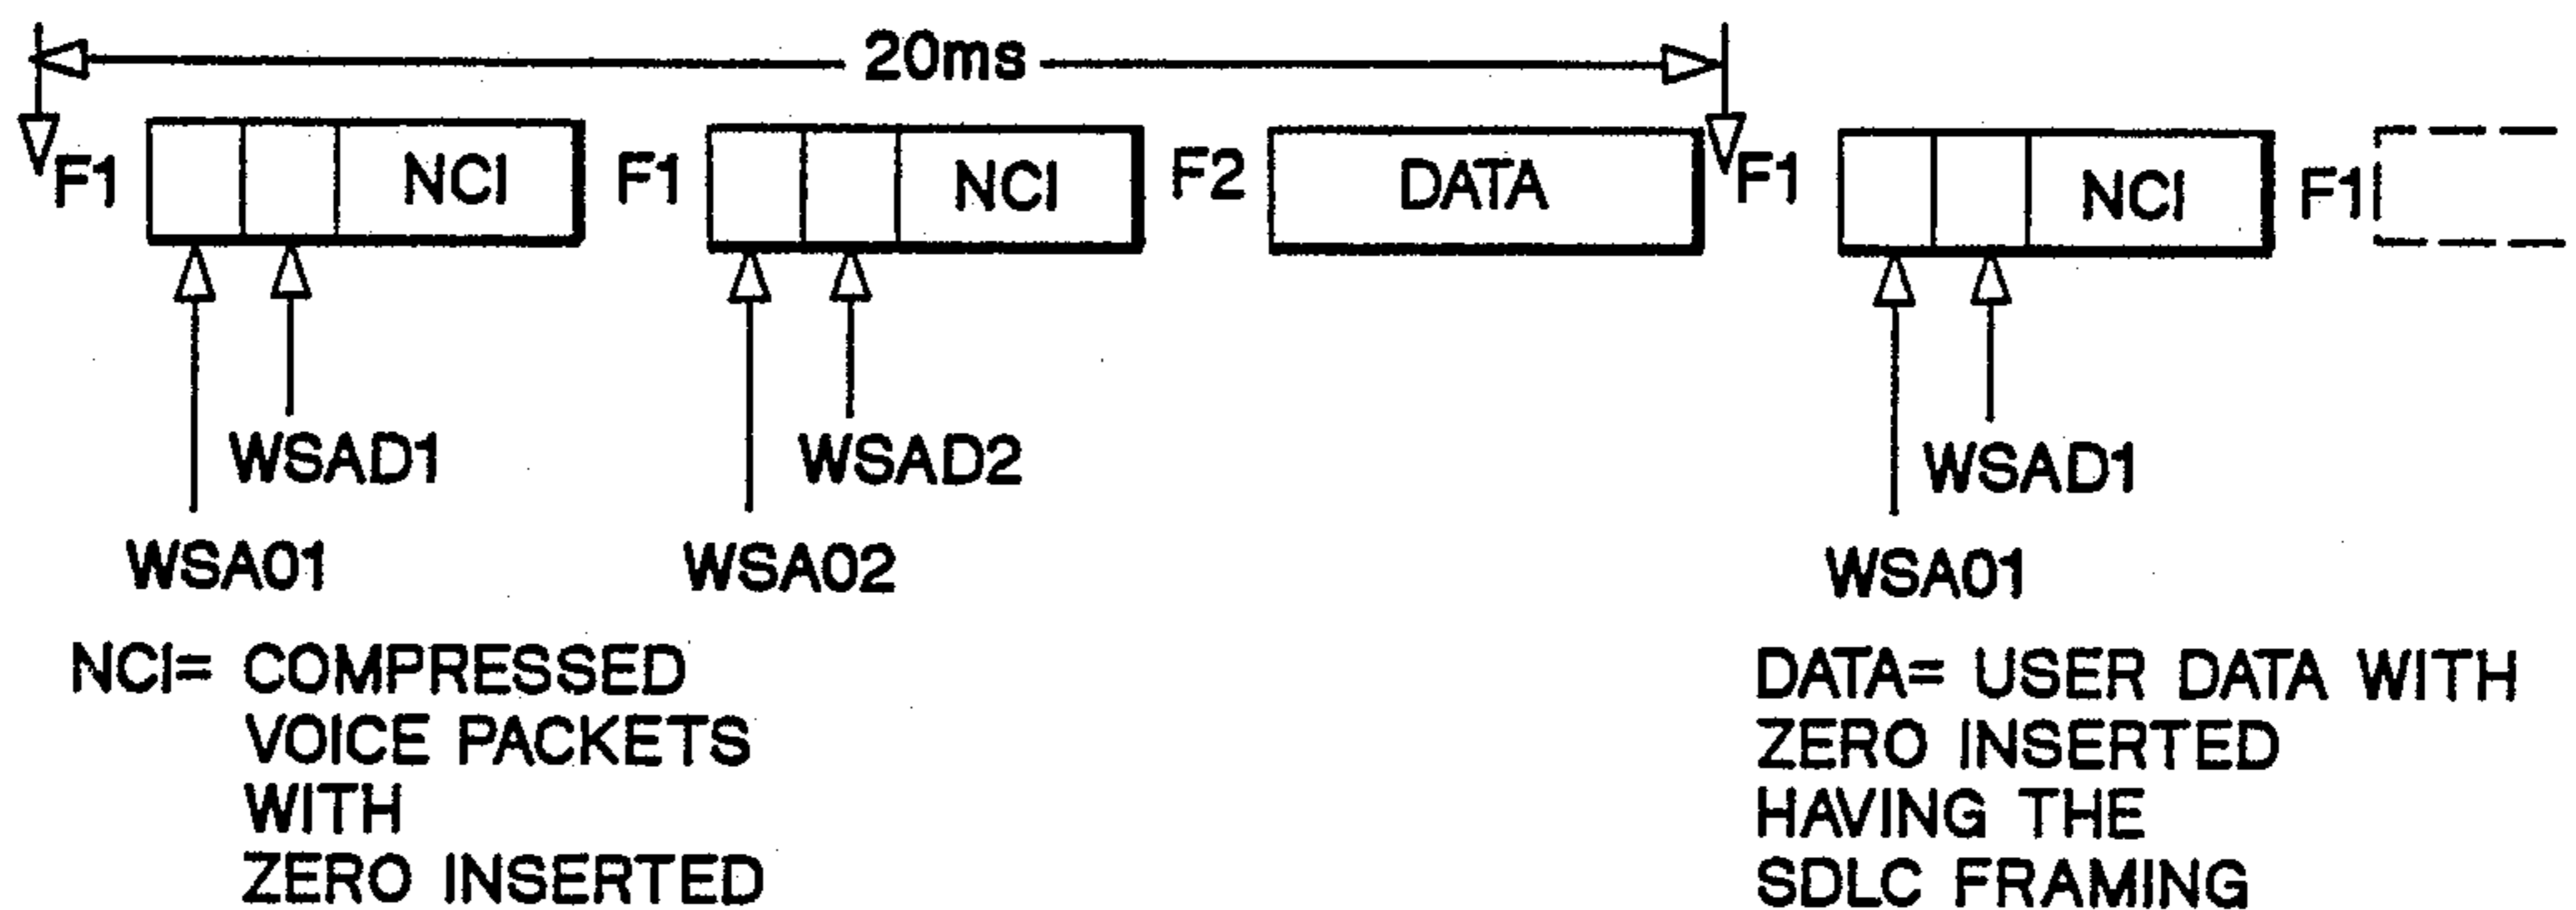 20ms
F1 NCI F1 NCI F2 DATA F1 NCI F1
WSAD1 WSAD2 WSAD1
WSA01 WSA02 WSA01
NCI= COMPRESSED
VOICE PACKETS
WITH
ZERO INSERTED
DATA= USER DATA WITH
ZERO INSERTED
HAVING THE
SDLC FRAMING